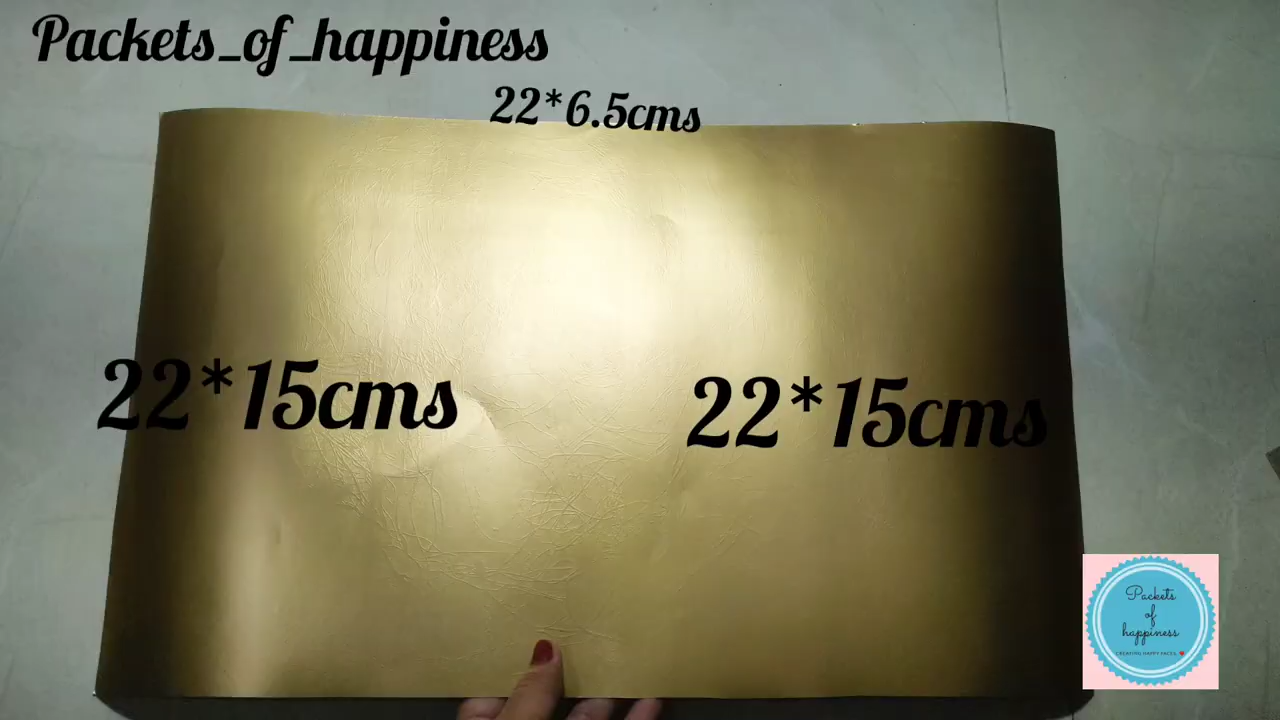 Packets_of_happiness
22*6.5cms
22*15cms
22*15cms
Packets
of
happiness
CREATING HAPPY FACES